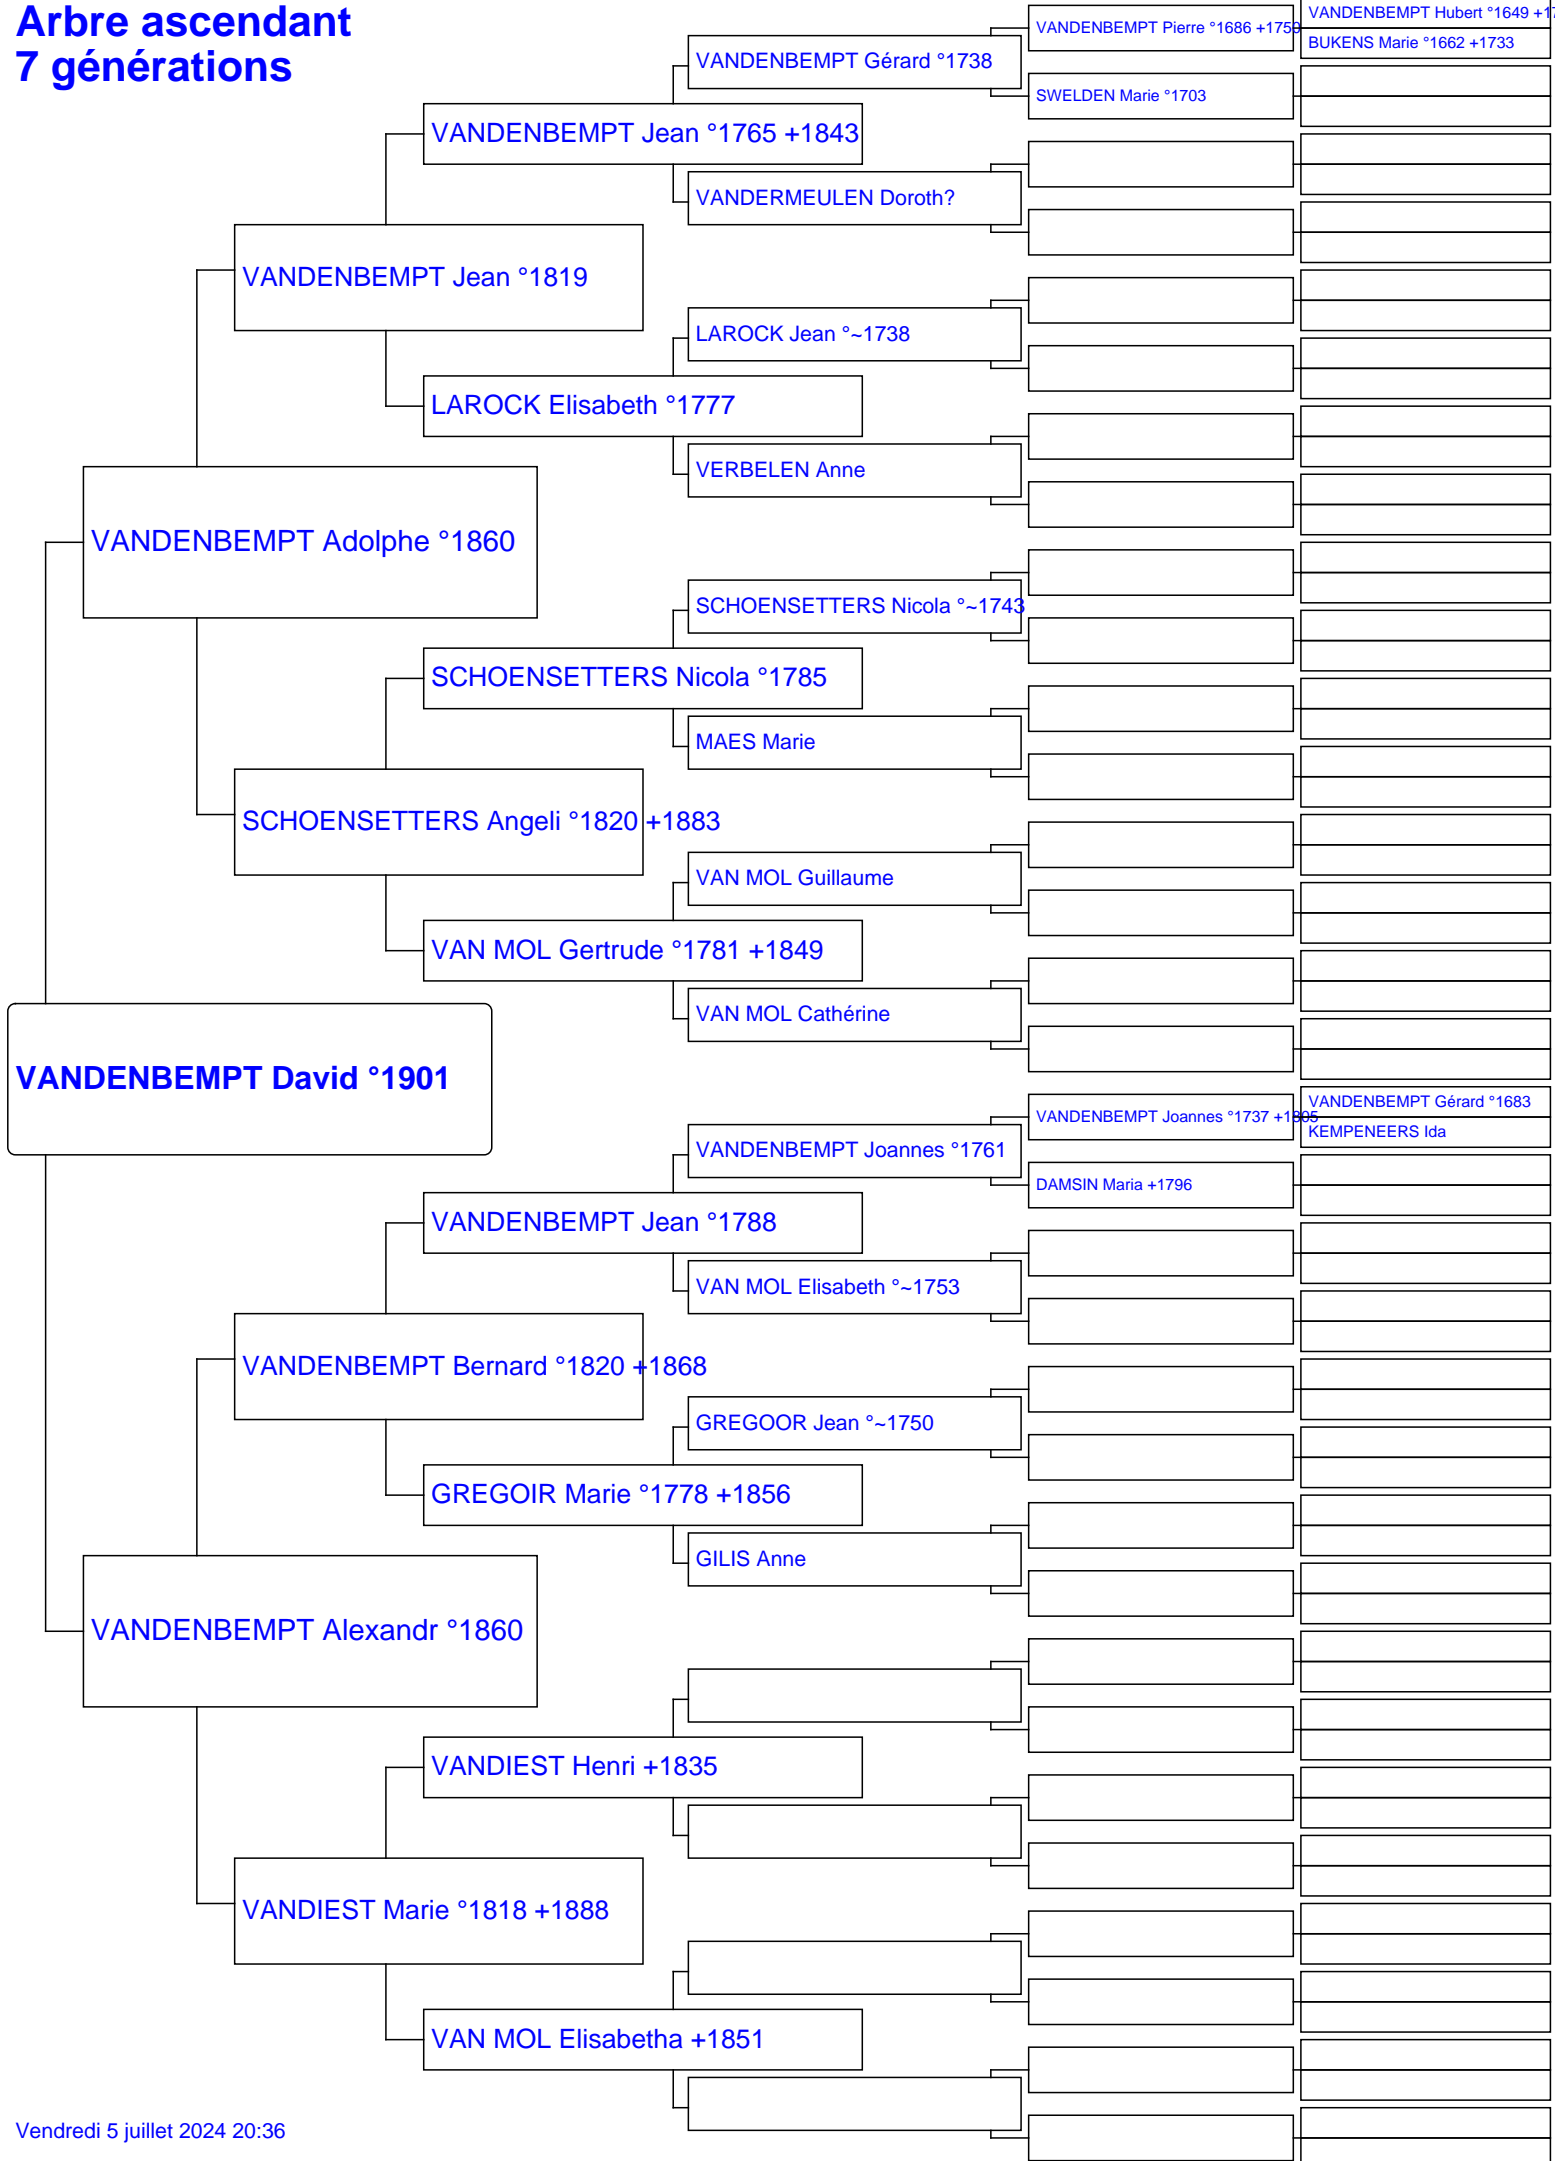 Arbre ascendant
7 générations
VANDENBEMPT Hubert °1649
BUKENS Marie °1662 +1733
VANDENBEMPT Pierre °1686 +1750
VANDENBEMPT Gérard °1738
SWELDEN Marie °1703
VANDENBEMPT Jean °1765 +1843
VANDERMEULEN Doroth?
VANDENBEMPT Jean °1819
LAROCK Jean °~1738
LAROCK Elisabeth °1777
VERBELEN Anne
VANDENBEMPT Adolphe °1860
SCHOENSETTERS Nicola °~1743
SCHOENSETTERS Nicola °1785
MAES Marie
SCHOENSETTERS Angeli °1820 +1883
VAN MOL Guillaume
VAN MOL Gertrude °1781 +1849
VAN MOL Cathérine
VANDENBEMPT David °1901
VANDENBEMPT Gérard °1683
VANDENBEMPT Joannes °1737 +1805
KEMPENEERS Ida
VANDENBEMPT Joannes °1761
DAMSIN Maria +1796
VANDENBEMPT Jean °1788
VAN MOL Elisabeth °~1753
VANDENBEMPT Bernard °1820 +1868
GREGOOR Jean °~1750
GREGOIR Marie °1778 +1856
GILIS Anne
VANDENBEMPT Alexandr °1860
VANDIEST Henri +1835
VANDIEST Marie °1818 +1888
VAN MOL Elisabetha +1851
Vendredi 5 juillet 2024 20:36